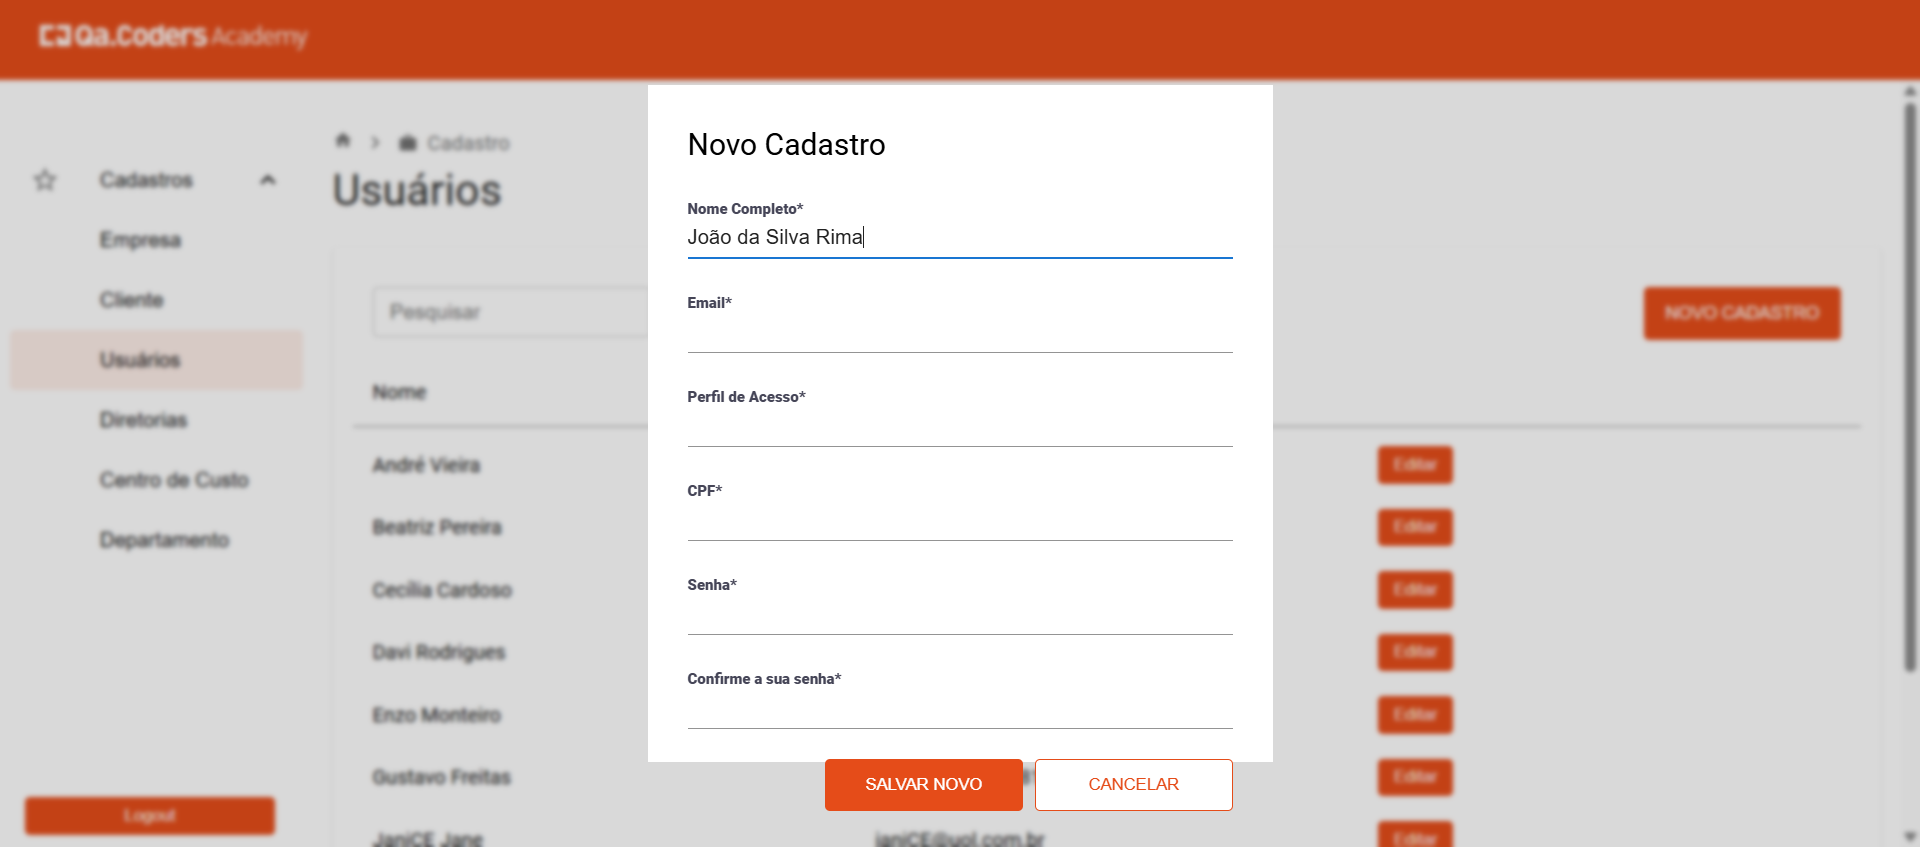 Qa.Coders Academy
Cadastro
Usuários
Cadastros
Empresa
Cliente
Usuários
Diretorias
Centro de Custo
Departamento
Logout
Pesquisar
NOVO CADASTRO
Nome
André Vieira
Editar
Beatriz Pereira
Editar
Cecília Cardoso
Editar
Davi Rodrigues
Editar
Enzo Monteiro
Editar
Gustavo Freitas
Editar
JaniCE Jane
janiCE@uol.com.br
Editar
Novo Cadastro
Nome Completo*
João da Silva Rima
Email*
Perfil de Acesso*
CPF*
Senha*
Confirme a sua senha*
SALVAR NOVO
CANCELAR